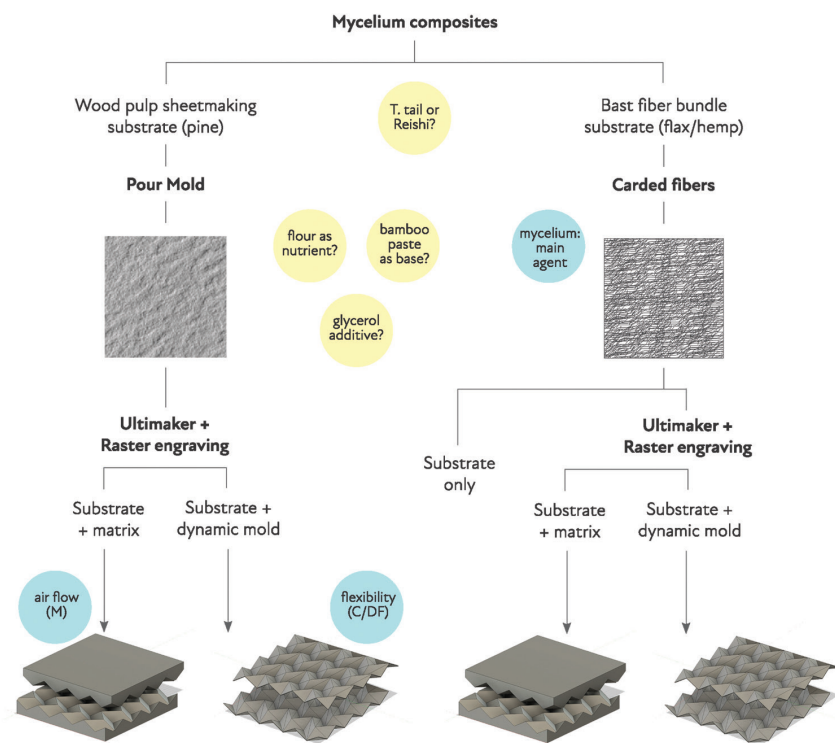 Mycelium composites
Wood pulp sheetmaking
substrate (pine)
T. tail or
Reishi?
Bast fiber bundle
substrate (flax/hemp)
Pour Mold
Carded fibers
flour as
nutrient?
bamboo
paste
as base?
mycelium:
main
agent
glycerol
additive?
Ultimaker +
Raster engraving
Substrate
only
Ultimaker +
Raster engraving
Substrate
+ matrix
Substrate +
dynamic mold
Substrate
+ matrix
Substrate +
dynamic mold
air flow
(M)
flexibility
(C/DF)